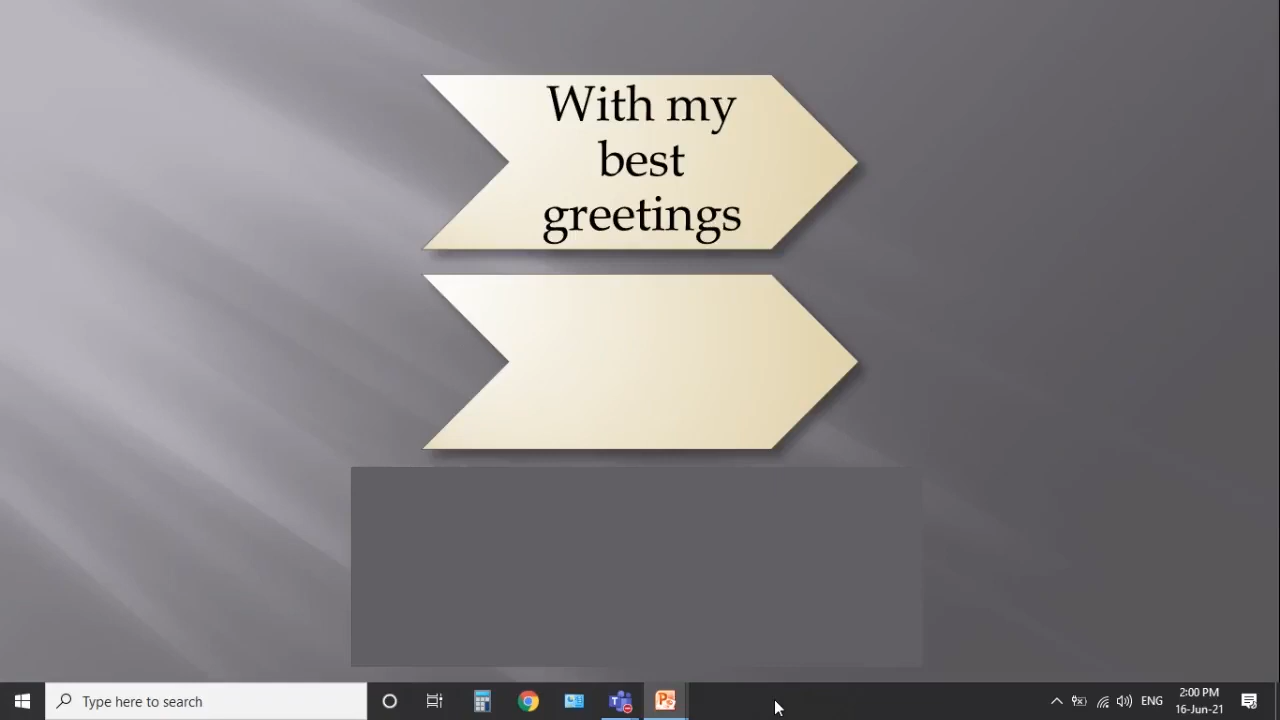 With my
best
greetings
Type here to search
ENG
2:00 PM
16-Jun-21